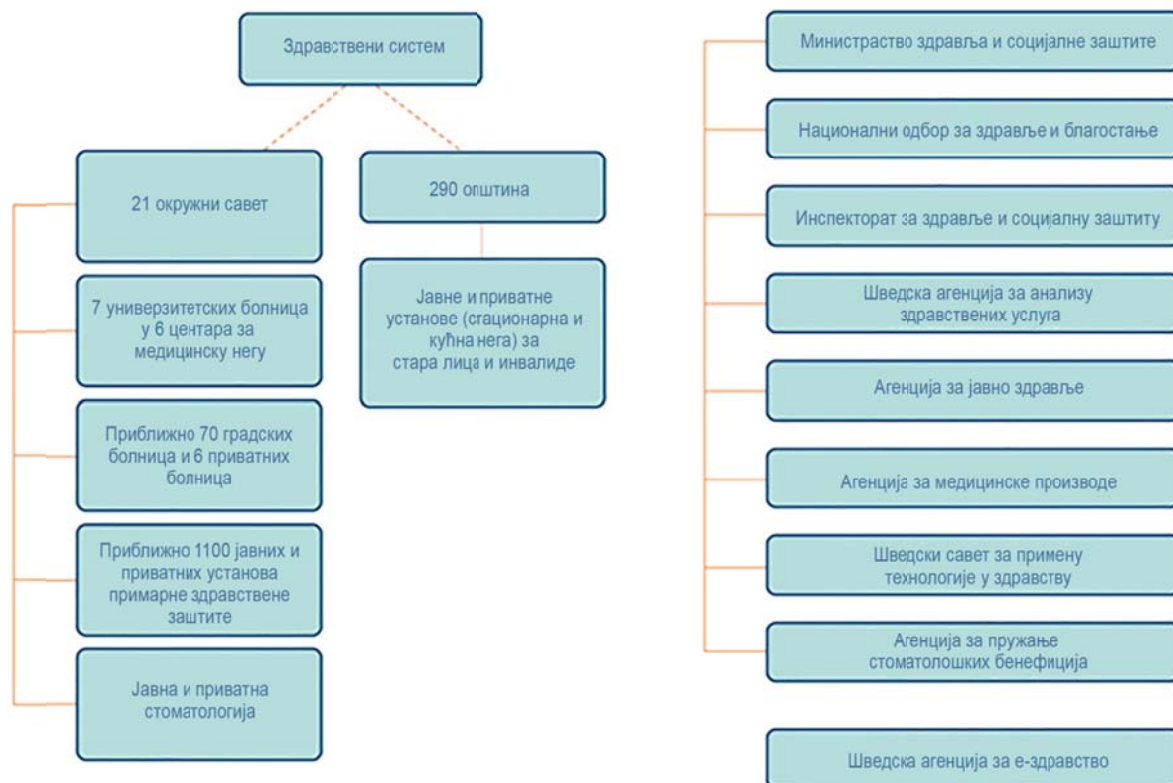 Здравствени систем
21 окружни савет
290 општина
7 универзитетских болница
у 6 центара за
медицинску негу
Јавне и приватне
установе (стационарна и
кућна нега) за
стара лица и инвалиде
Приближно 70 градских
болница и 6 приватних
болница
Приближно 1100 јавних и
приватних установа
примарне здравствене
заштите
Јавна и приватна
стоматологија
Министраство здравља и социјалне заштите
Национални одбор за здравље и благостање
Инспекторат за здравље и социјалну заштиту
Шведска агенција за анализу
здравствених услуга
Агенција за јавно здравље
Агенција за медицинске производе
Шведски савет за примену
технологије у здравству
Агенција за пружање
стоматолошких бенефиција
Шведска агенција за е-здравство